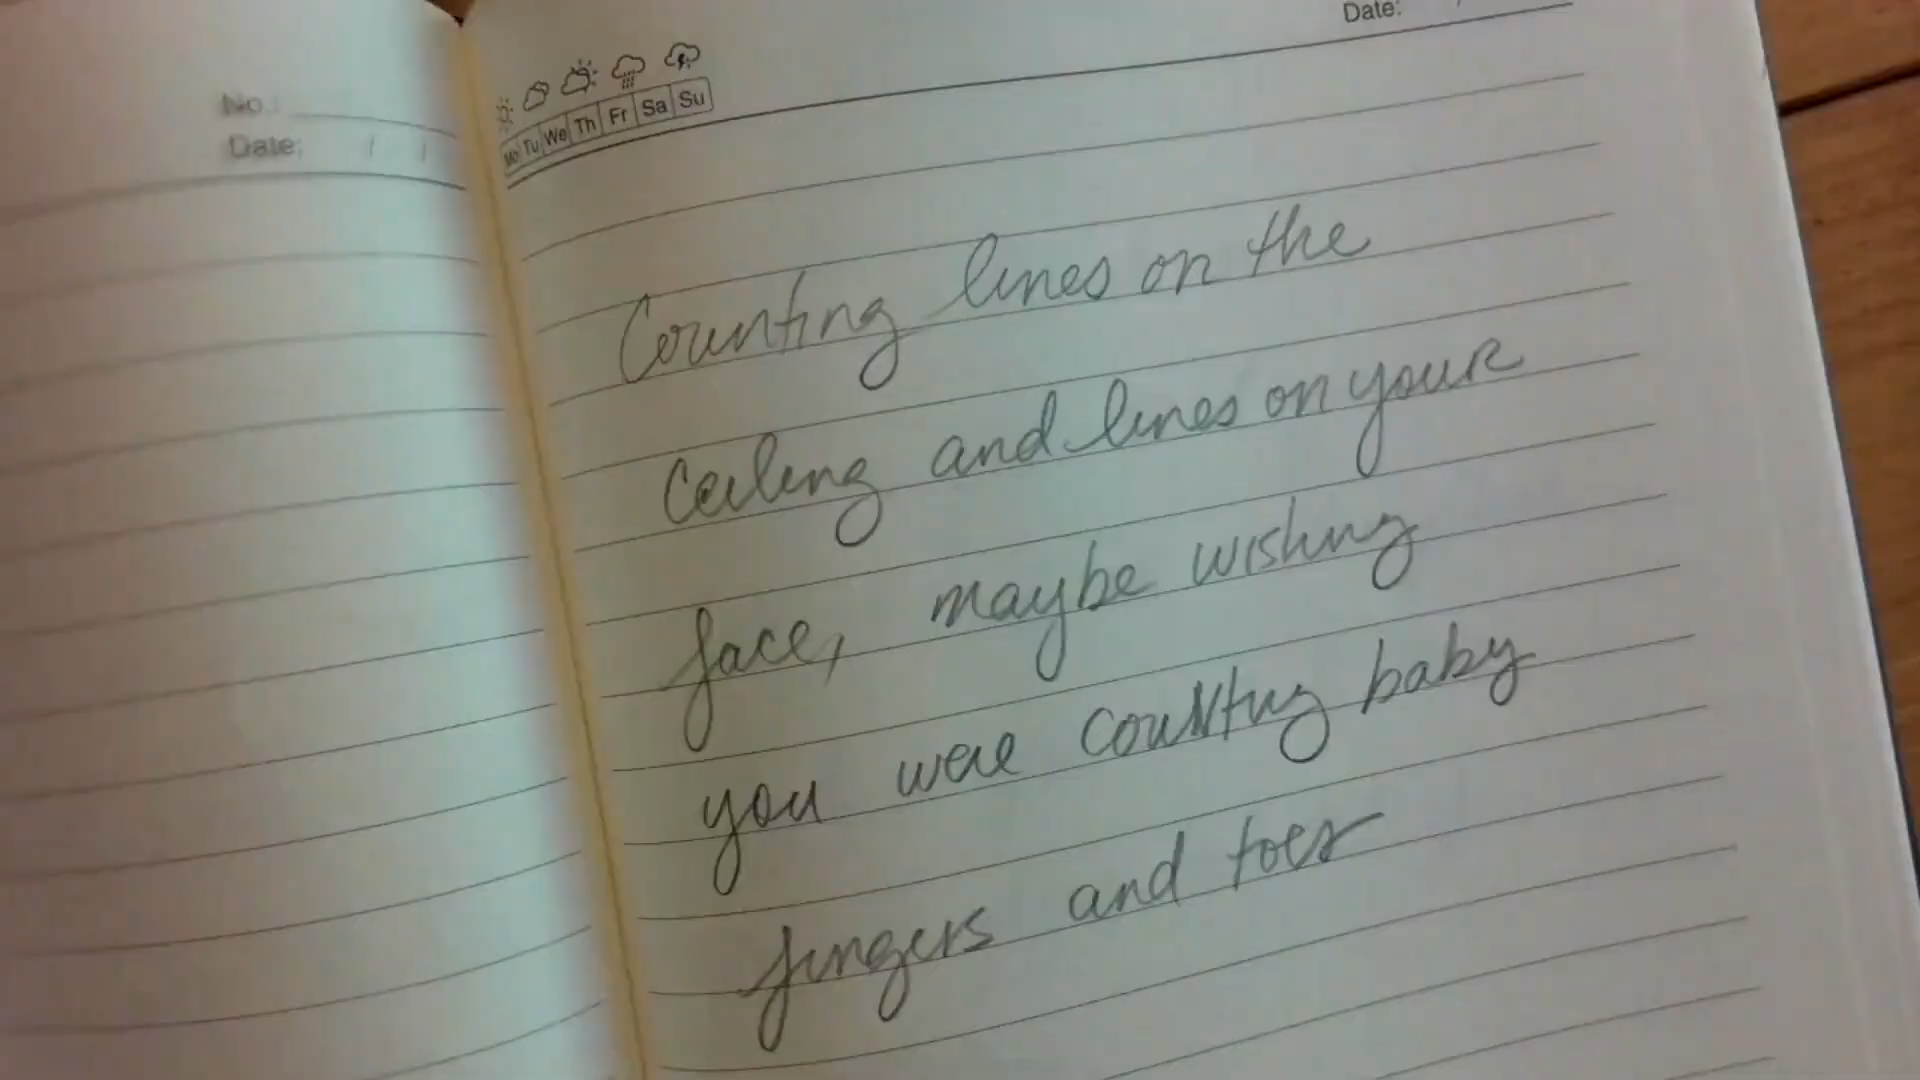 No.:
Date: / /
Date: /
Mo Tu We Th Fr Sa Su
Counting lines on the
ceiling and lines on your
face, maybe wishing
you were counting baby
fingers and toes